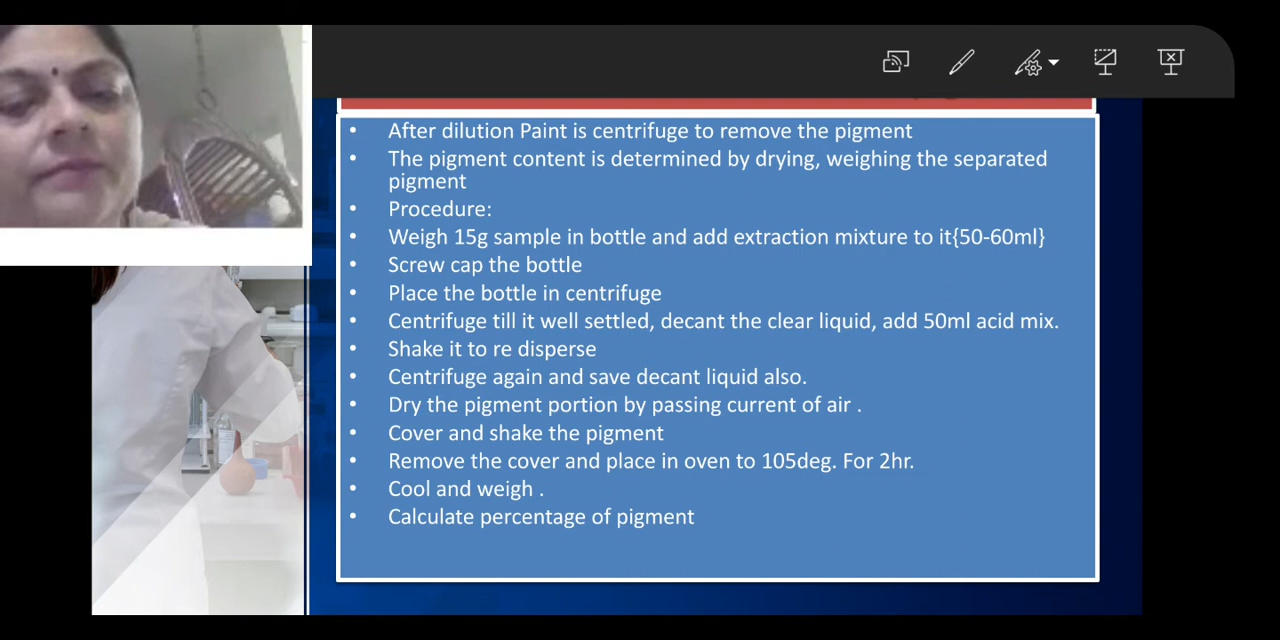 • After dilution Paint is centrifuge to remove the pigment
• The pigment content is determined by drying, weighing the separated
pigment
• Procedure:
• Weigh 15g sample in bottle and add extraction mixture to it{50-60ml}
• Screw cap the bottle
• Place the bottle in centrifuge
• Centrifuge till it well settled, decant the clear liquid, add 50ml acid mix.
• Shake it to re disperse
• Centrifuge again and save decant liquid also.
• Dry the pigment portion by passing current of air .
• Cover and shake the pigment
• Remove the cover and place in oven to 105deg. For 2hr.
• Cool and weigh .
• Calculate percentage of pigment